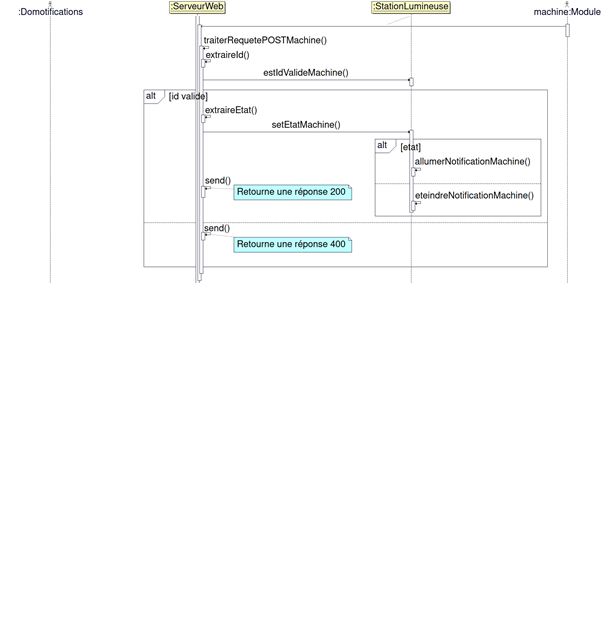 :Domotifications
:ServeurWeb
:StationLumineuse
machine:Module
traiterRequetePOSTMachine()
extraireId()
estIdValideMachine()
alt
[id valide]
extraireEtat()
setEtatMachine()
alt
[etat]
allumerNotificationMachine()
send()
Retourne une réponse 200
eteindreNotificationMachine()
send()
Retourne une réponse 400